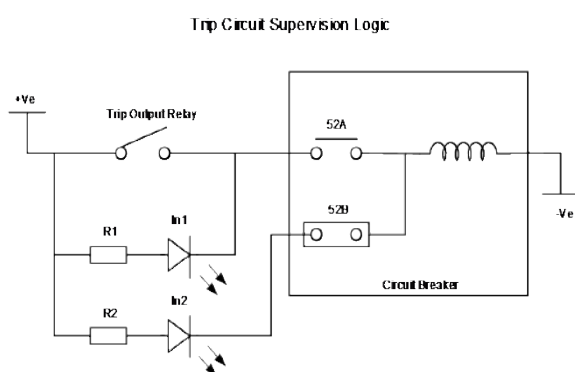 Trip Circuit Supervision Logic
+Ve
Trip Output Relay
52A
52B
R1
In1
-Ve
Circuit Breaker
R2
In2